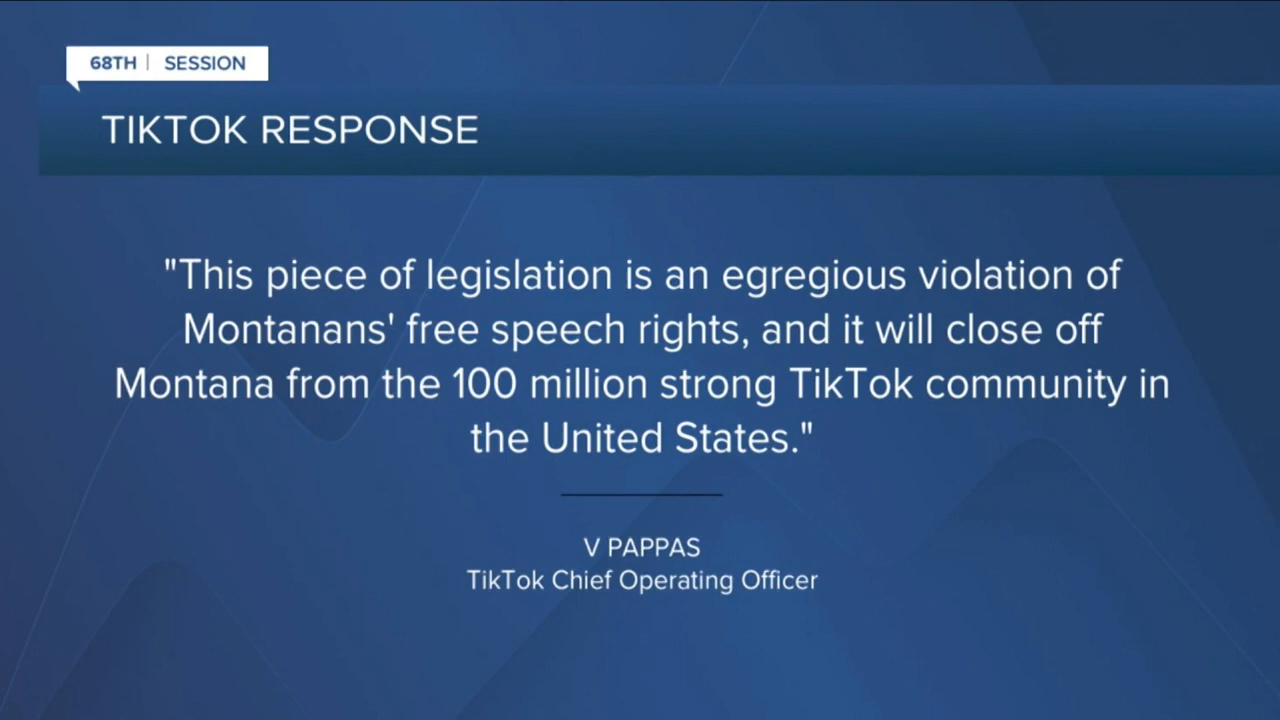 68TH | SESSION
TIKTOK RESPONSE
"This piece of legislation is an egregious violation of
Montanans' free speech rights, and it will close off
Montana from the 100 million strong TikTok community in
the United States."
V PAPPAS
TikTok Chief Operating Officer